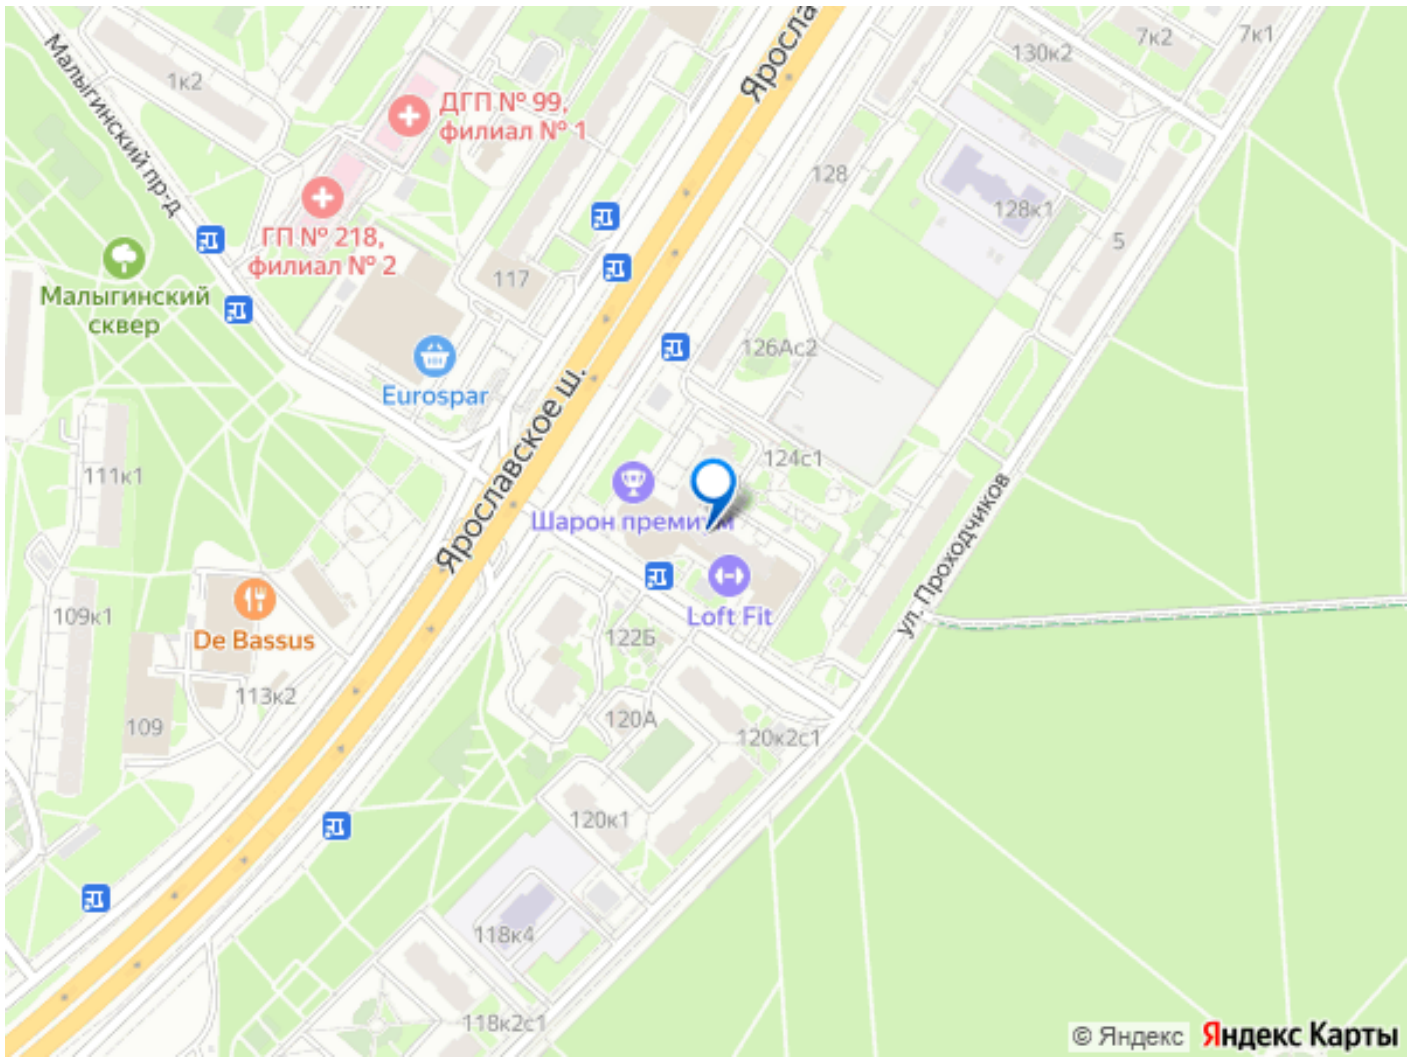 Малыгинский пр-д
1к2
ДГП № 99,
филиал № 1
Яросла
130к2
7к2
7к1
128
128к1
5
ГП № 218,
филиал № 2
117
Малыгинский
сквер
126Ас2
Eurospar
Ярославское ш.
111к1
124с1
Шарон премиум
ул. Проходчиков
Loft Fit
109к1
De Bassus
122Б
113к2
109
120А
120к2с1
120к1
118к4
118к2с1
© Яндекс Яндекс Карты